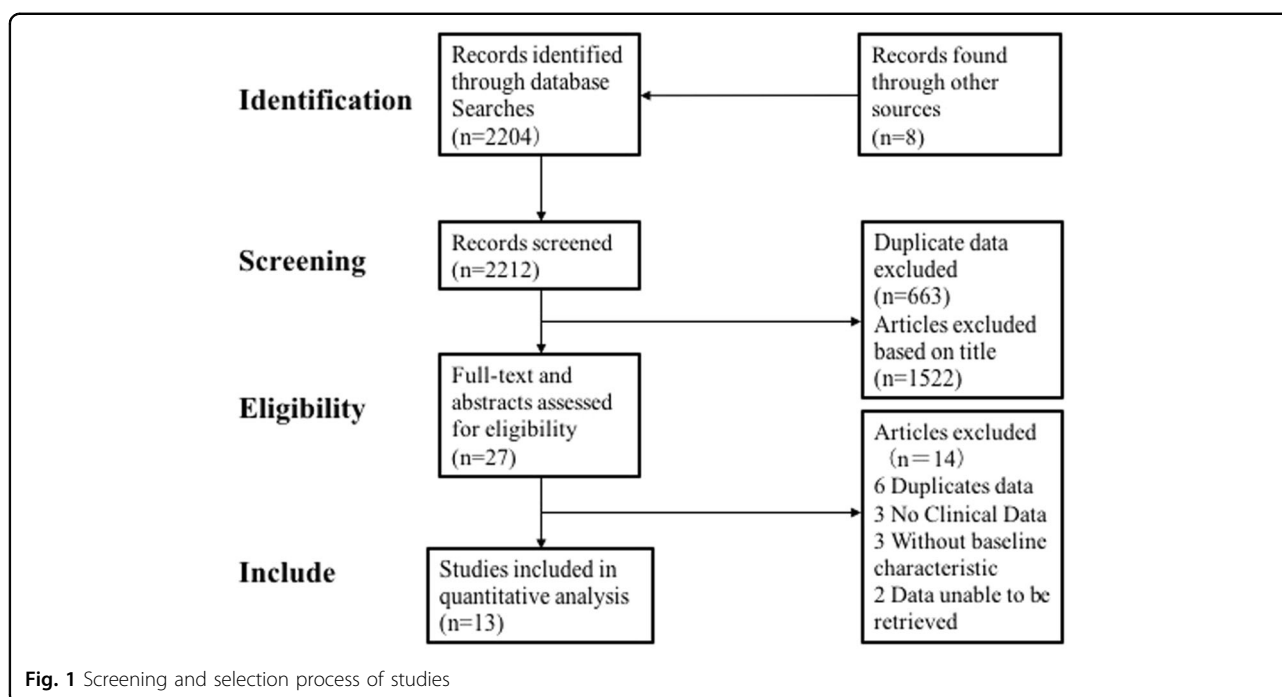 Identification
Records identified
through database
Searches
(n=2204)
Records found
through other
sources
(n=8)
Screening
Records screened
(n=2212)
Duplicate data
excluded
(n=663)
Articles excluded
based on title
(n=1522)
Eligibility
Full-text and
abstracts assessed
for eligibility
(n=27)
Articles excluded
(n=14)
6 Duplicates data
3 No Clinical Data
3 Without baseline
characteristic
2 Data unable to be
retrieved
Include
Studies included in
quantitative analysis
(n=13)
Fig. 1 Screening and selection process of studies